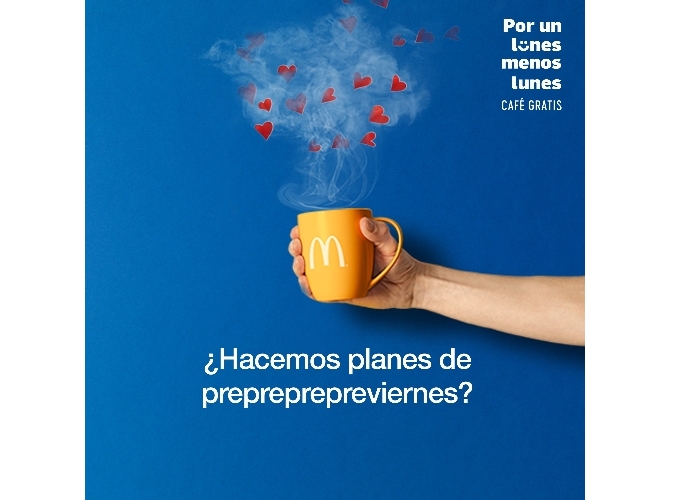 Por un
lunes
menos
lunes
CAFÉ GRATIS
M
¿Hacemos planes de
prepreprepreviernes?